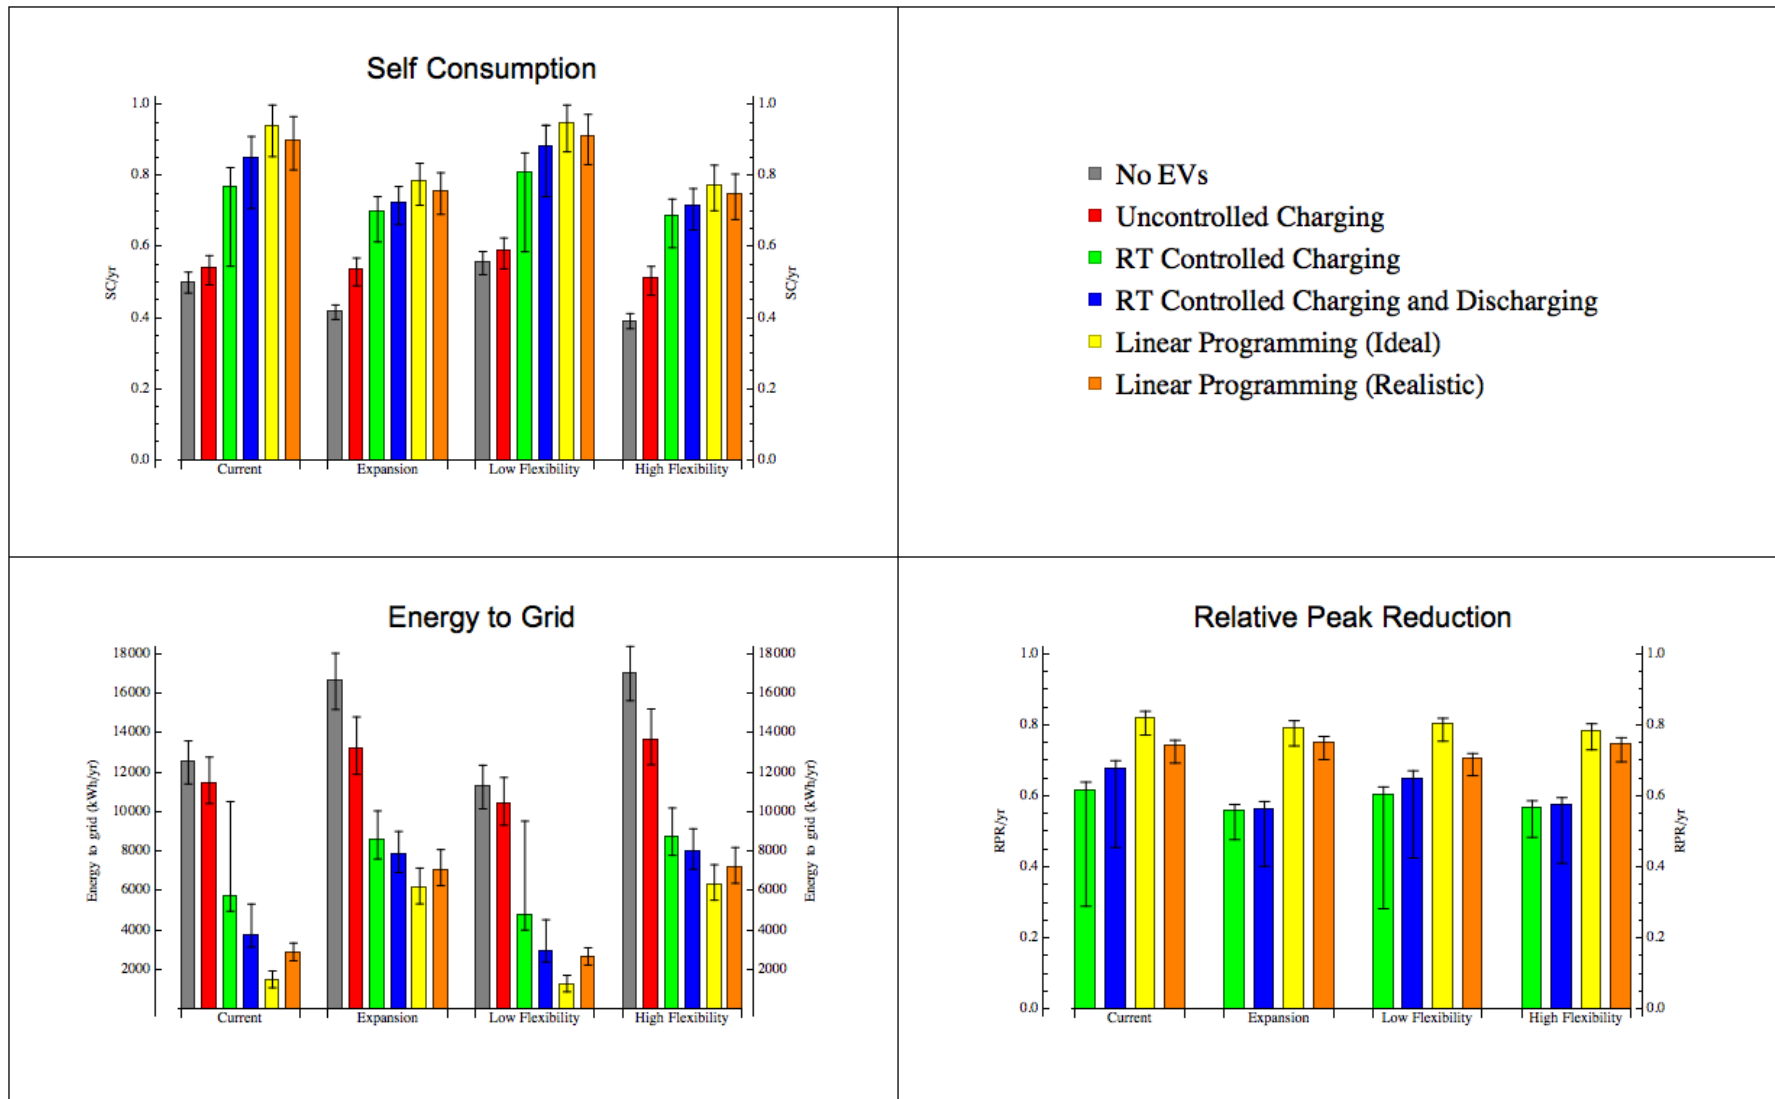 Self Consumption
1.0
0.8
0.6
0.4
0.2
0.0
SC/yr
1.0
0.8
0.6
0.4
0.2
0.0
SC/yr
Current
Expansion
Low Flexibility
High Flexibility
No EVs
Uncontrolled Charging
RT Controlled Charging
RT Controlled Charging and Discharging
Linear Programming (Ideal)
Linear Programming (Realistic)
Energy to Grid
18000
16000
14000
12000
10000
8000
6000
4000
2000
Energy to grid (kWh/yr)
18000
16000
14000
12000
10000
8000
6000
4000
2000
Energy to grid (kWh/yr)
Current
Expansion
Low Flexibility
High Flexibility
Relative Peak Reduction
1.0
0.8
0.6
0.4
0.2
0.0
RPR/yr
1.0
0.8
0.6
0.4
0.2
0.0
RPR/yr
Current
Expansion
Low Flexibility
High Flexibility